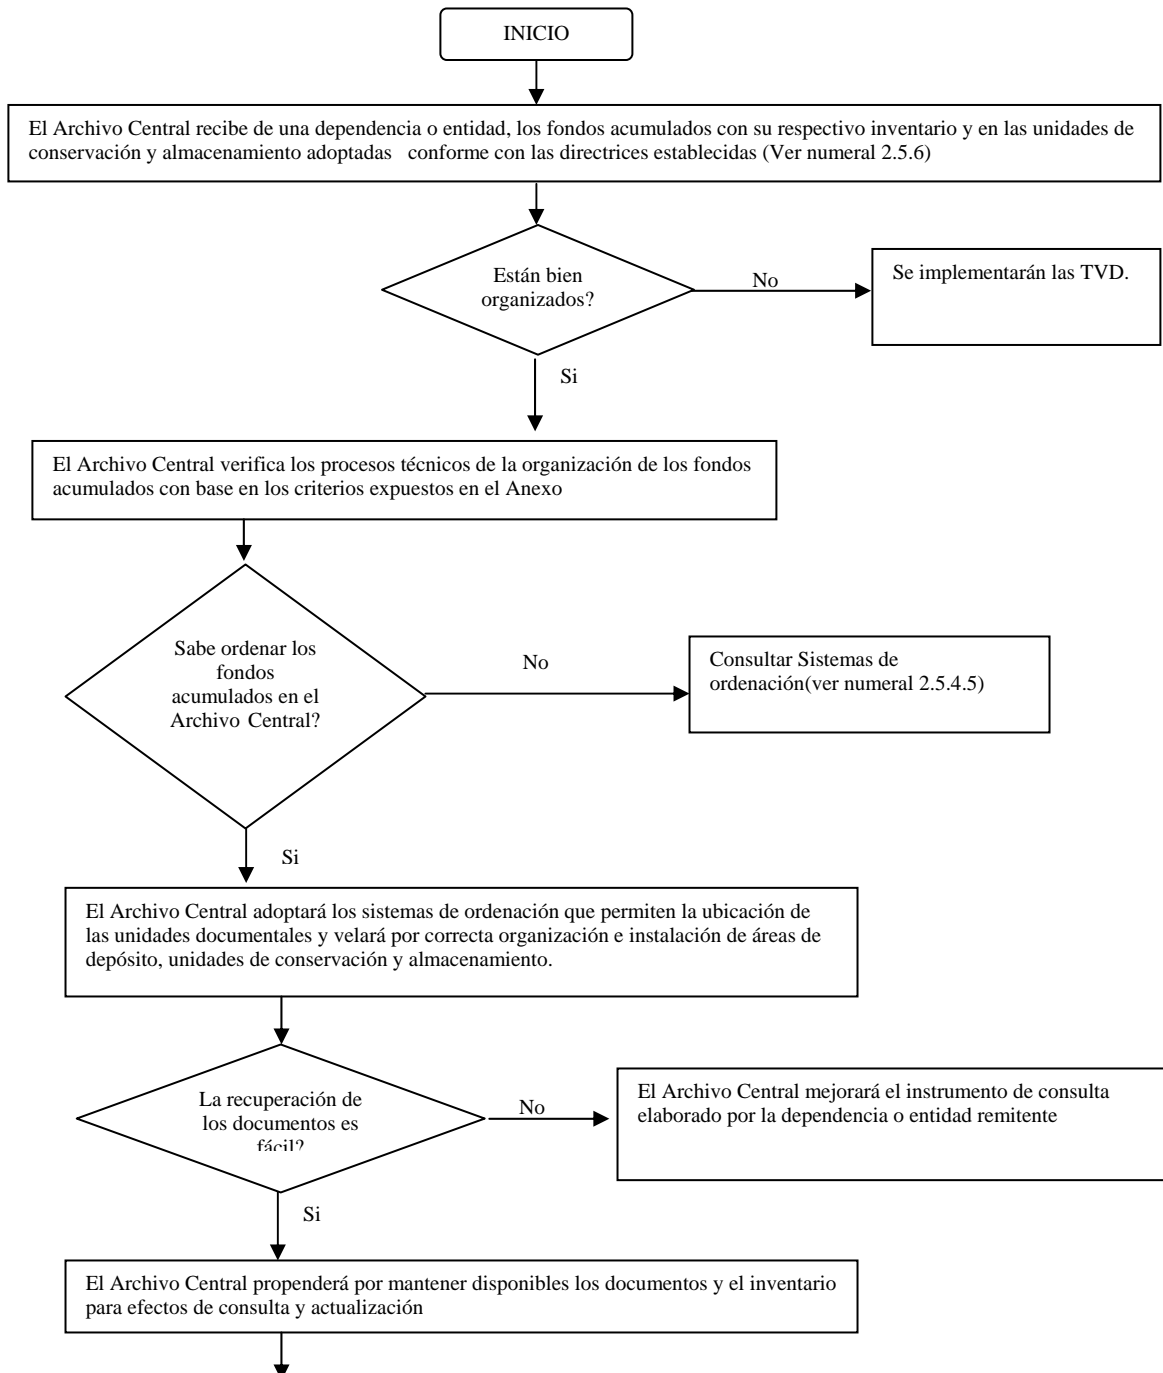 INICIO
El Archivo Central recibe de una dependencia o entidad, los fondos acumulados con su respectivo inventario y en las unidades de
conservación y almacenamiento adoptadas conforme con las directrices establecidas (Ver numeral 2.5.6)
Están bien
organizados?
No
Se implementarán las TVD.
Si
El Archivo Central verifica los procesos técnicos de la organización de los fondos
acumulados con base en los criterios expuestos en el Anexo
Sabe ordenar los
fondos
acumulados en el
Archivo Central?
No
Consultar Sistemas de
ordenación(ver numeral 2.5.4.5)
Si
El Archivo Central adoptará los sistemas de ordenación que permiten la ubicación de
las unidades documentales y velará por correcta organización e instalación de áreas de
depósito, unidades de conservación y almacenamiento.
La recuperación de
los documentos es
fácil?
No
El Archivo Central mejorará el instrumento de consulta
elaborado por la dependencia o entidad remitente
Si
El Archivo Central propenderá por mantener disponibles los documentos y el inventario
para efectos de consulta y actualización